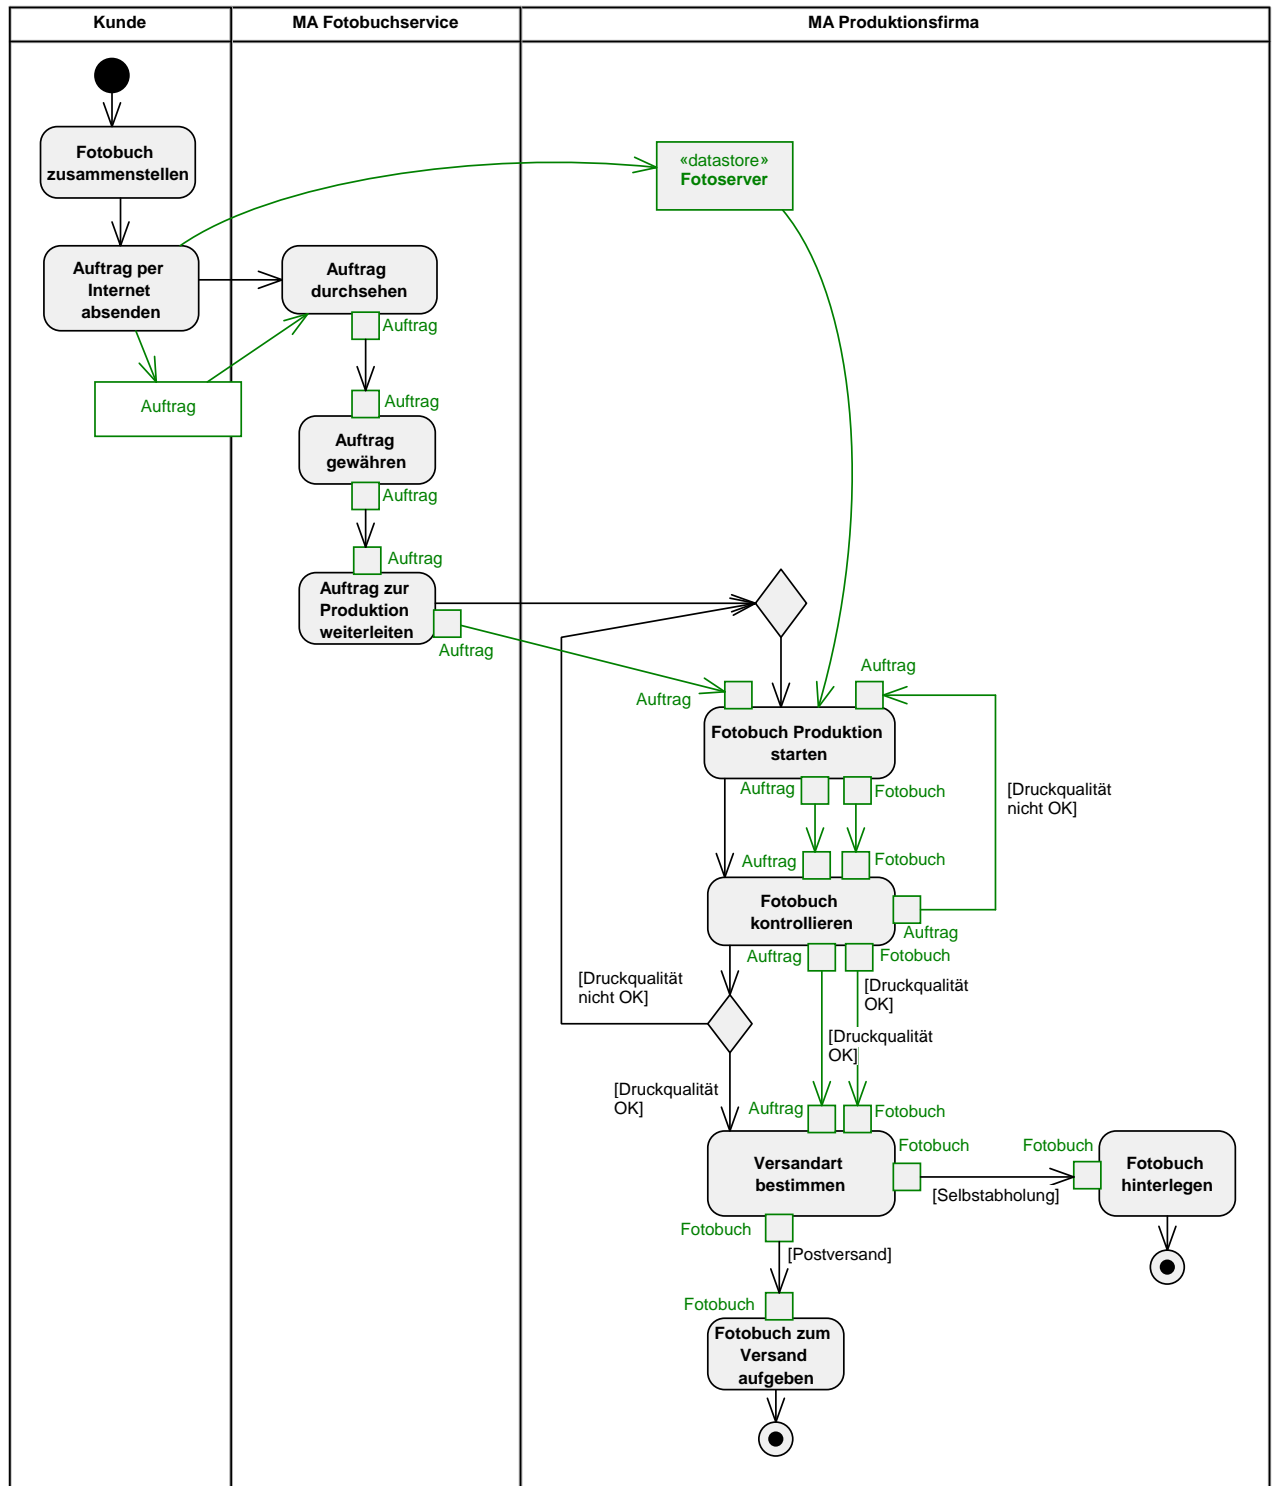 Kunde
MA Fotobuchservice
MA Produktionsfirma
Fotobuch
zusammenstellen
«datastore»
Fotoserver
Auftrag per
Internet
absenden
Auftrag
durchsehen
Auftrag
Auftrag
Auftrag
Auftrag
gewähren
Auftrag
Auftrag
Auftrag zur
Produktion
weiterleiten
Auftrag
Auftrag
Auftrag
Fotobuch Produktion
starten
Auftrag
Fotobuch
[Druckqualität
nicht OK]
Auftrag
Fotobuch
Fotobuch
kontrollieren
Auftrag
Auftrag
Fotobuch
[Druckqualität
nicht OK]
[Druckqualität
OK]
[Druckqualität
OK]
[Druckqualität
OK]
Auftrag
Fotobuch
Versandart
bestimmen
Fotobuch
[Selbstabholung]
Fotobuch
Fotobuch
hinterlegen
Fotobuch
[Postversand]
Fotobuch
Fotobuch zum
Versand
aufgeben